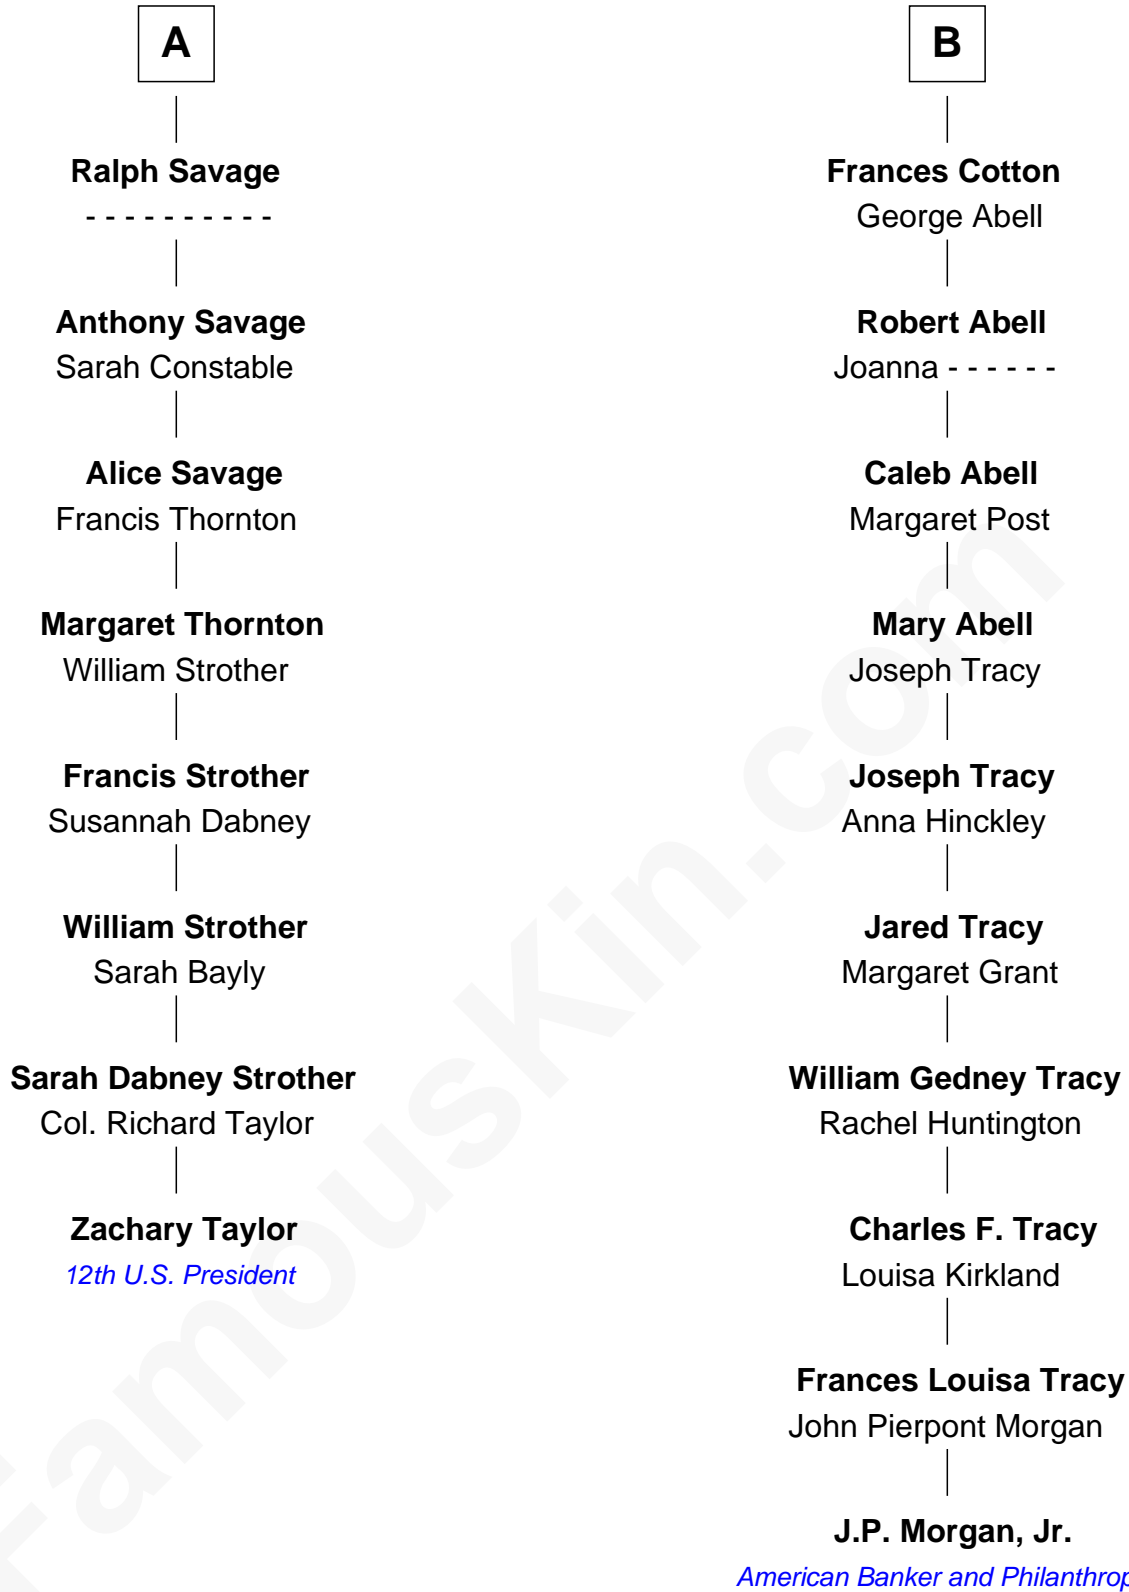 A
Ralph Savage
- - - - - - - - - -
Anthony Savage
Sarah Constable
Alice Savage
Francis Thornton
Margaret Thornton
William Strother
Francis Strother
Susannah Dabney
William Strother
Sarah Bayly
Sarah Dabney Strother
Col. Richard Taylor
Zachary Taylor
12th U.S. President
B
Frances Cotton
George Abell
Robert Abell
Joanna - - - - - -
Caleb Abell
Margaret Post
Mary Abell
Joseph Tracy
Joseph Tracy
Anna Hinckley
Jared Tracy
Margaret Grant
William Gedney Tracy
Rachel Huntington
Charles F. Tracy
Louisa Kirkland
Frances Louisa Tracy
John Pierpont Morgan
J.P. Morgan, Jr.
American Banker and Philanthrop
FamousKin.com